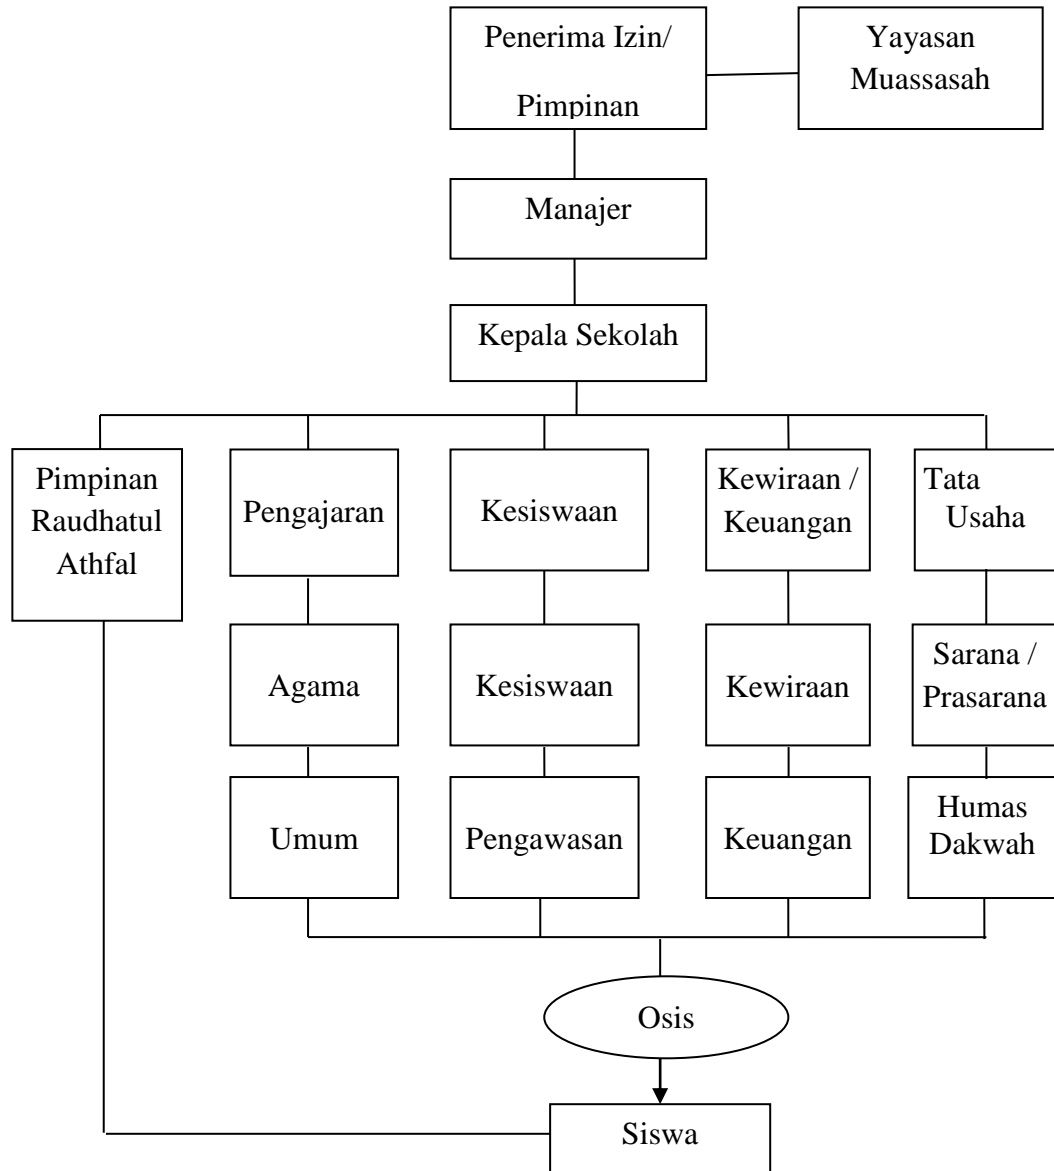 Penerima Izin/
Pimpinan
Yayasan
Muassasah
Manajer
Kepala Sekolah
Pimpinan
Raudhatul
Athfal
Pengajaran
Kesiswaan
Kewiraan /
Keuangan
Tata
Usaha
Agama
Kesiswaan
Kewiraan
Sarana /
Prasarana
Umum
Pengawasan
Keuangan
Humas
Dakwah
Osis
Siswa